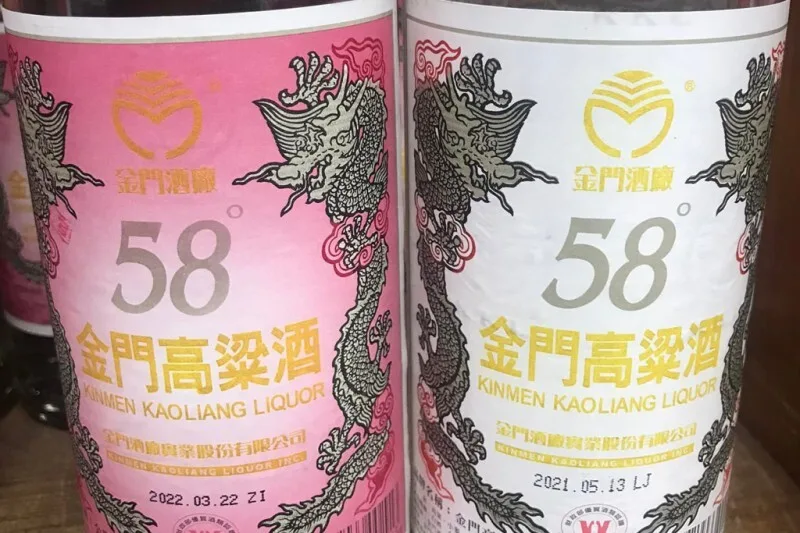 金門酒廠
®
58°
金門高粱酒
KINMEN KAOLIANG LIQUOR
金門酒廠實業股份有限公司
KINMEN KAOLIANG LIQUOR INC.
2022.03.22 ZI
金門酒廠
®
58°
金門高粱酒
KINMEN KAOLIANG LIQUOR
金門酒廠實業股份有限公司
KINMEN KAOLIANG LIQUOR INC.
2021.05.13 LJ